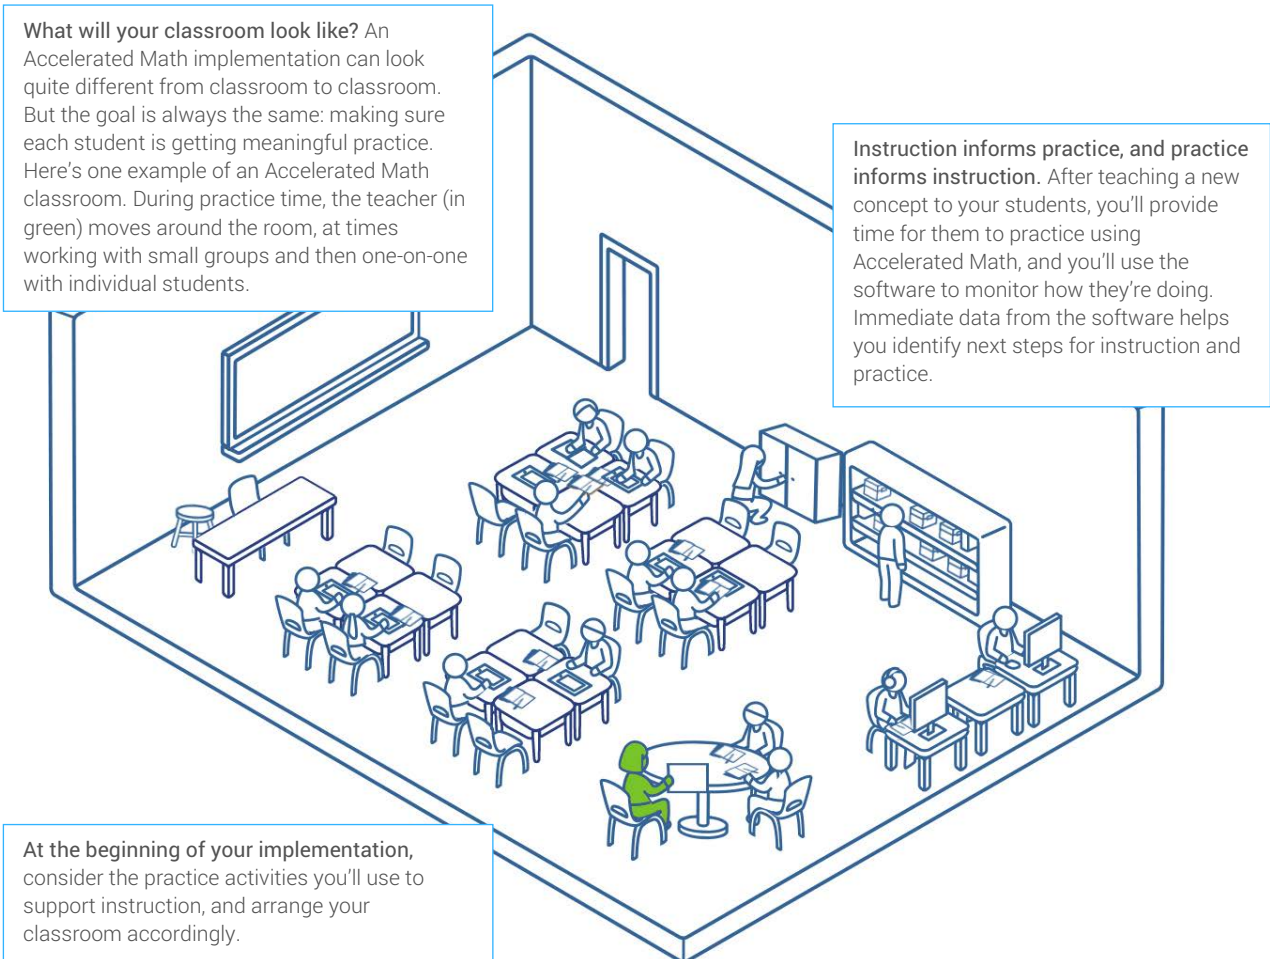 What will your classroom look like? An
Accelerated Math implementation can look
quite different from classroom to classroom.
But the goal is always the same: making sure
each student is getting meaningful practice.
Here’s one example of an Accelerated Math
classroom. During practice time, the teacher (in
green) moves around the room, at times
working with small groups and then one-on-one
with individual students.
Instruction informs practice, and practice
informs instruction. After teaching a new
concept to your students, you’ll provide
time for them to practice using
Accelerated Math, and you’ll use the
software to monitor how they’re doing.
Immediate data from the software helps
you identify next steps for instruction and
practice.
At the beginning of your implementation,
consider the practice activities you’ll use to
support instruction, and arrange your
classroom accordingly.